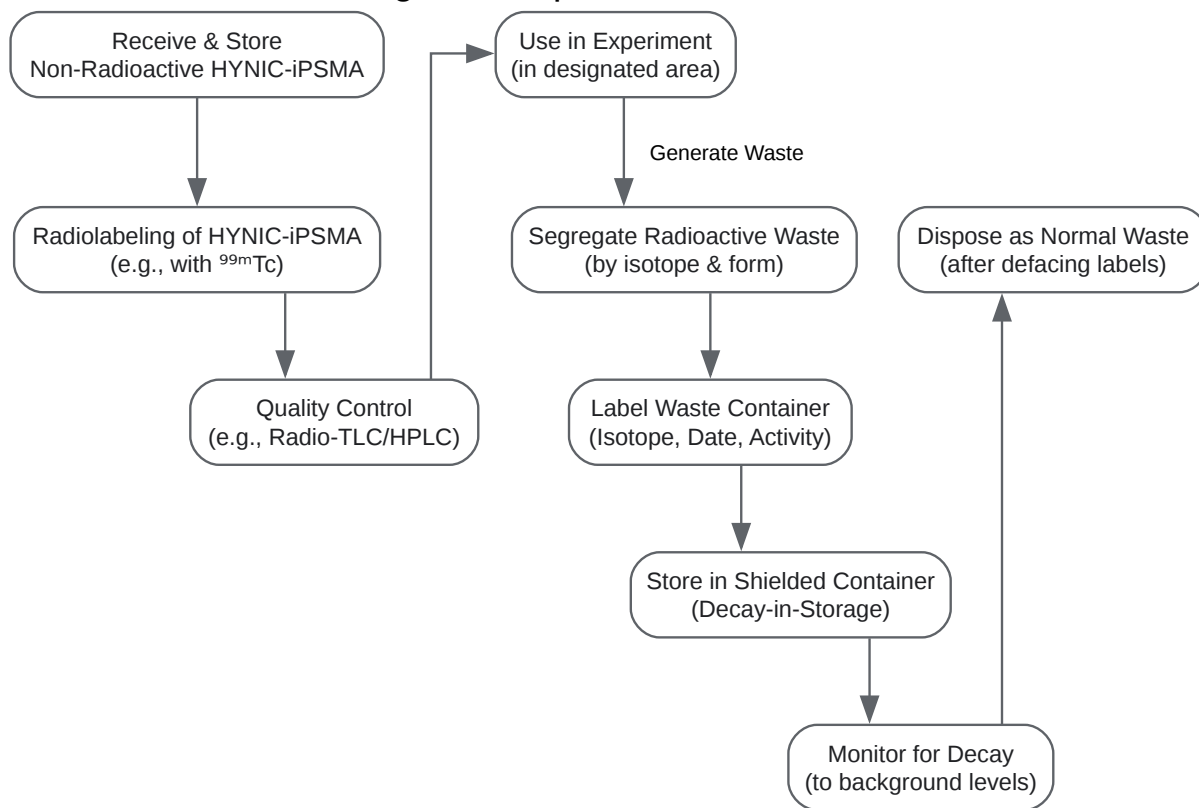 Receive & Store
Non-Radioactive HYNIC-iPSMA
Radiolabeling of HYNIC-iPSMA
(e.g., with ⁹⁹ᵐTc)
Quality Control
(e.g., Radio-TLC/HPLC)
Use in Experiment
(in designated area)
Generate Waste
Segregate Radioactive Waste
(by isotope & form)
Label Waste Container
(Isotope, Date, Activity)
Store in Shielded Container
(Decay-in-Storage)
Monitor for Decay
(to background levels)
Dispose as Normal Waste
(after defacing labels)